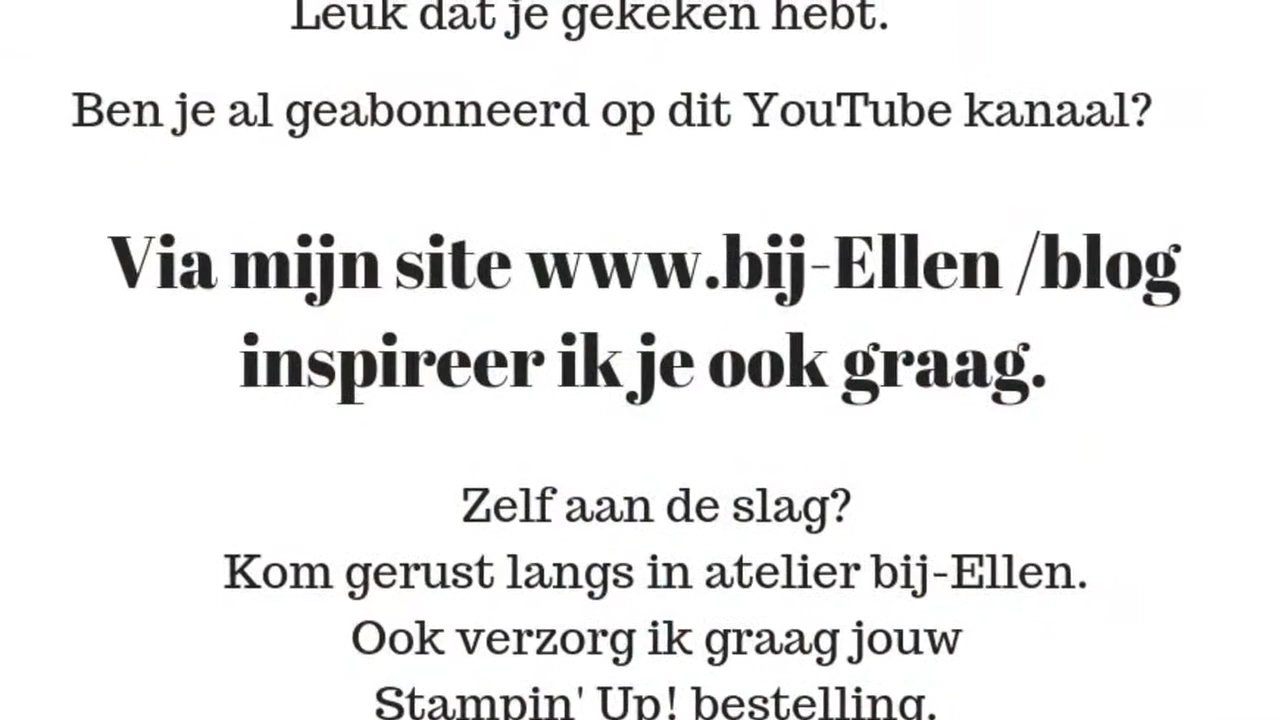 Leuk dat je gekeken hebt.
Ben je al geabonneerd op dit YouTube kanaal?
Via mijn site www.bij-Ellen /blog
inspireer ik je ook graag.
Zelf aan de slag?
Kom gerust langs in atelier bij-Ellen.
Ook verzorg ik graag jouw
Stampin' Up! bestelling.